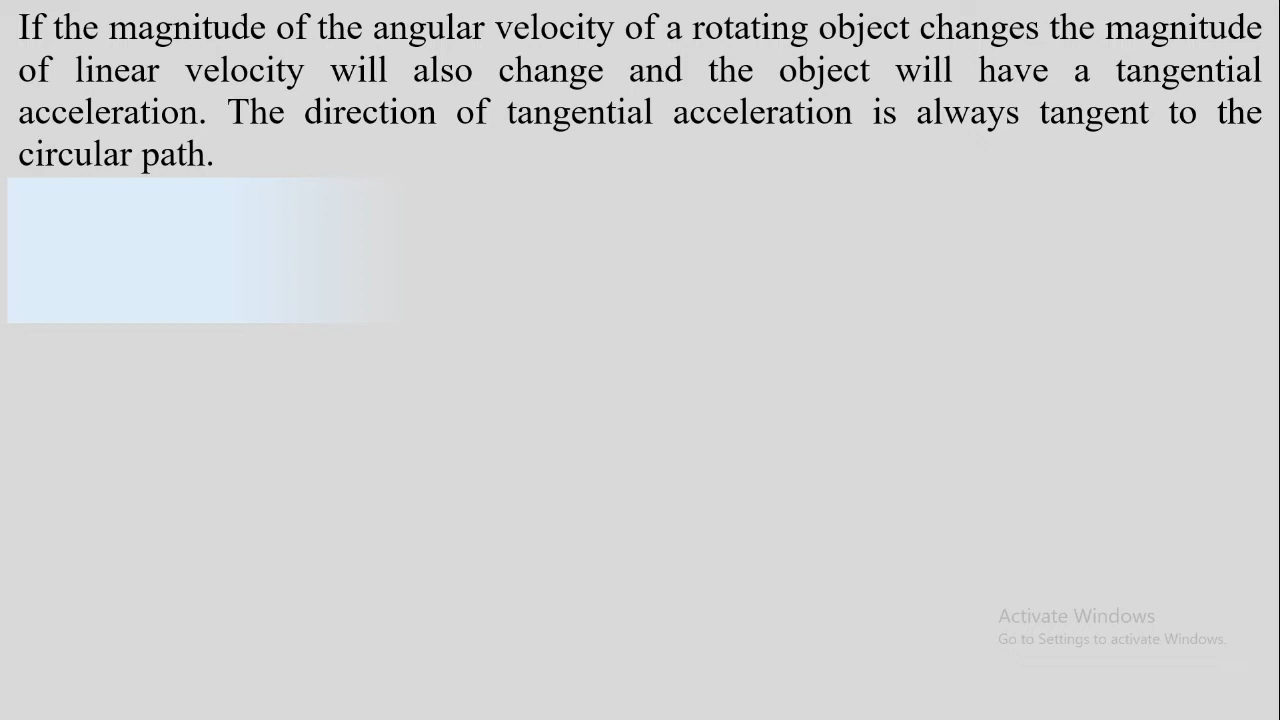 If the magnitude of the angular velocity of a rotating object changes the magnitude
of linear velocity will also change and the object will have a tangential
acceleration. The direction of tangential acceleration is always tangent to the
circular path.
Activate Windows
Go to Settings to activate Windows.